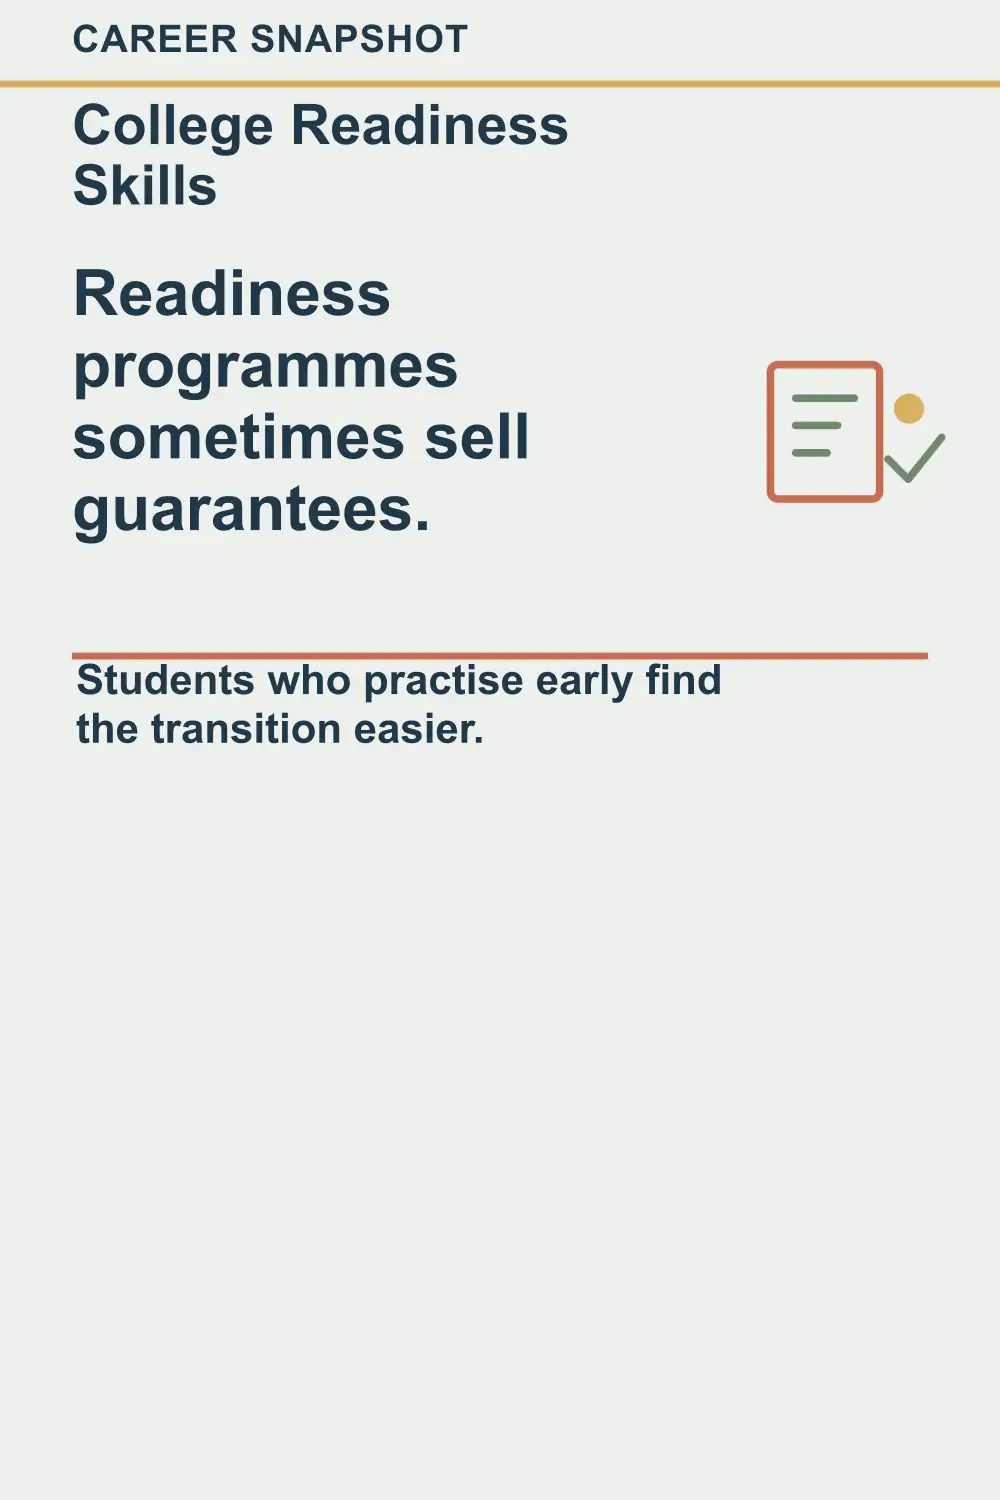 CAREER SNAPSHOT
College Readiness
Skills
Readiness
programmes
sometimes sell
guarantees.
Students who practise early find
the transition easier.